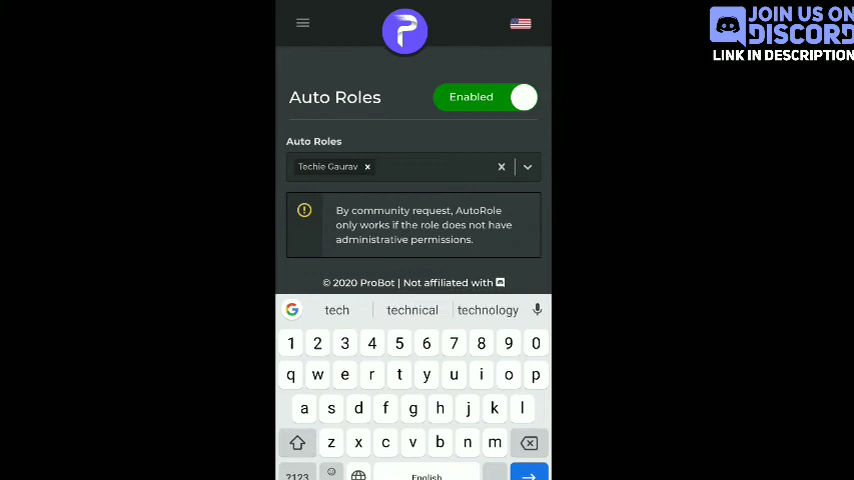 JOIN US ON
DISCORD
LINK IN DESCRIPTION
Auto Roles
Enabled
Auto Roles
Techie Gaurav ×
By community request, AutoRole
only works if the role does not have
administrative permissions.
© 2020 ProBot | Not affiliated with
tech technical technology
1 2 3 4 5 6 7 8 9 0
q w e r t y u i o p
a s d f g h j k l
z x c v b n m
?123 English